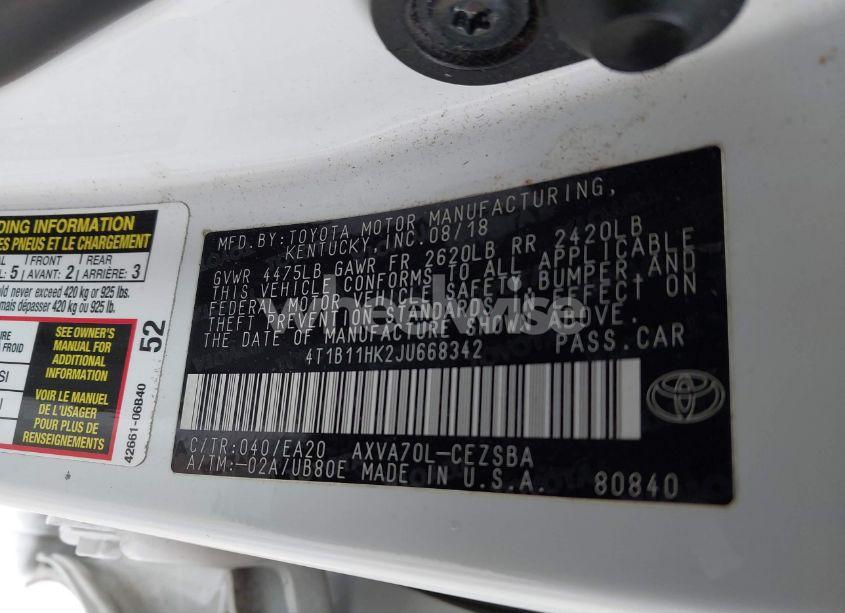 DING INFORMATION
ES PNEUS ET LE CHARGEMENT
FRONT REAR
5 AVANT: 2 ARRIÈRE: 3
ld never exceed 420 kg or 925 lbs.
mais dépasser 420 kg ou 925 lb.
SEE OWNER'S
MANUAL FOR
ADDITIONAL
INFORMATION
VOIR LE MANUEL
DE L'USAGER
POUR PLUS DE
RENSEIGNEMENTS
52
42661-06B40
MFD. BY: TOYOTA MOTOR MANUFACTURING,
KENTUCKY, INC. 08/18
GVWR 4475LB GAWR FR 2620LB RR 2420LB
THIS VEHICLE CONFORMS TO ALL APPLICABLE
FEDERAL MOTOR VEHICLE SAFETY, BUMPER, AND
THEFT PREVENTION STANDARDS IN EFFECT ON
THE DATE OF MANUFACTURE SHOWN ABOVE.
4T1B11HK2JU668342 PASS.CAR
C/TR:040/EA20 AXVA70L-CEZSBA
A/TM:-02A/UB80E MADE IN U.S.A. 80840